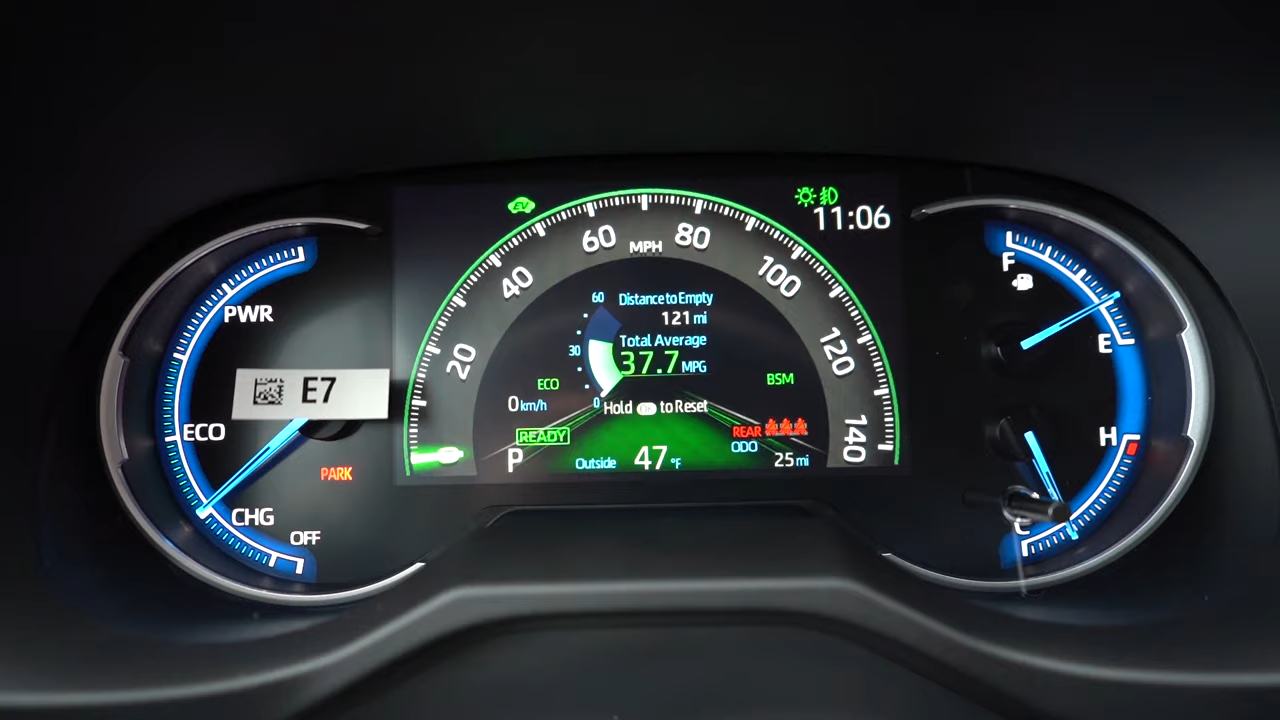 PWR
E7
ECO
PARK
CHG
OFF
EV
11:06
20
40
60
MPH
80
100
120
140
60
30
0
Distance to Empty
121 mi
Total Average
37.7 MPG
Hold OK to Reset
ECO
0 km/h
READY
P
BSM
REAR
ODO
25 mi
Outside 47 °F
F
E
H
C